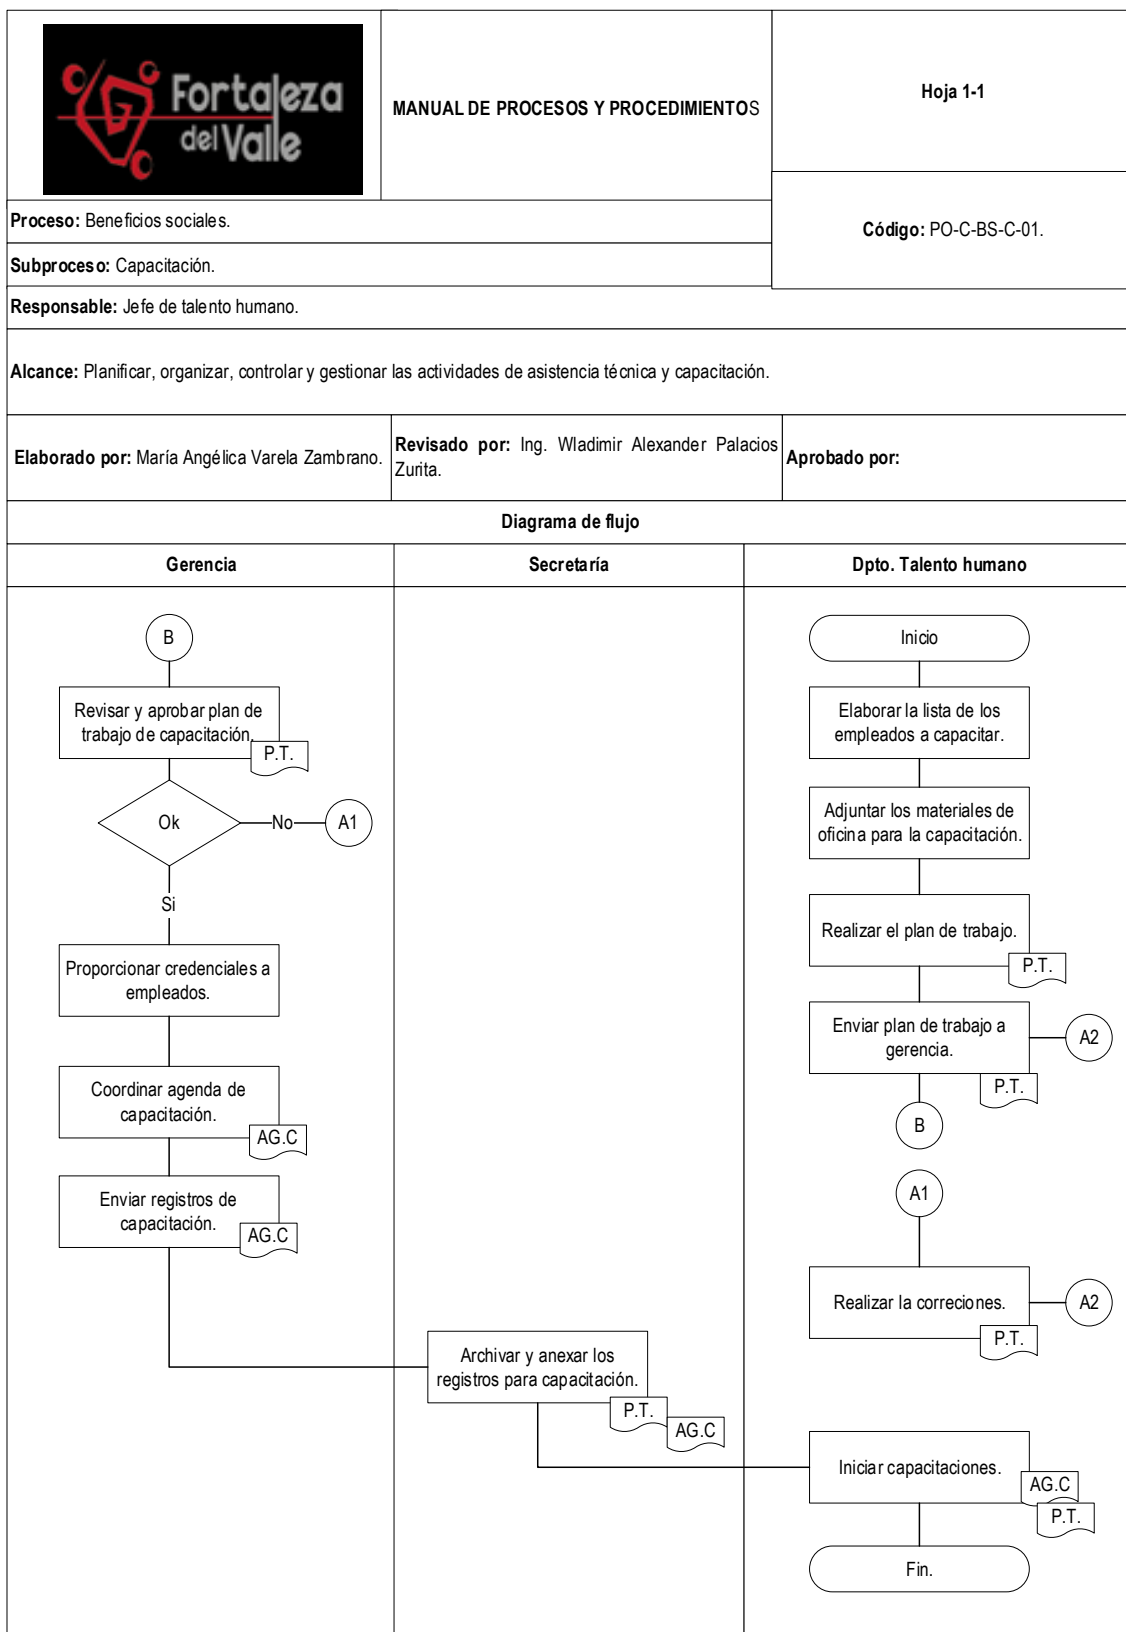 Fortaleza
del Valle
MANUAL DE PROCESOS Y PROCEDIMIENTOS
Hoja 1-1
Proceso: Beneficios sociales.
Código: PO-C-BS-C-01.
Subproceso: Capacitación.
Responsable: Jefe de talento humano.
Alcance: Planificar, organizar, controlar y gestionar las actividades de asistencia técnica y capacitación.
Elaborado por: María Angélica Varela Zambrano.
Revisado por: Ing. Wladimir Alexander Palacios
Zurita.
Aprobado por:
Diagrama de flujo
Gerencia
Secretaría
Dpto. Talento humano
B
Revisar y aprobar plan de
trabajo de capacitación.
P.T.
Ok
No
A1
Si
Proporcionar credenciales a
empleados.
Coordinar agenda de
capacitación.
AG.C
Enviar registros de
capacitación.
AG.C
Archivar y anexar los
registros para capacitación.
P.T.
AG.C
Inicio
Elaborar la lista de los
empleados a capacitar.
Adjuntar los materiales de
oficina para la capacitación.
Realizar el plan de trabajo.
P.T.
Enviar plan de trabajo a
gerencia.
A2
P.T.
B
A1
Realizar la correciones.
A2
P.T.
Iniciar capacitaciones.
AG.C
P.T.
Fin.